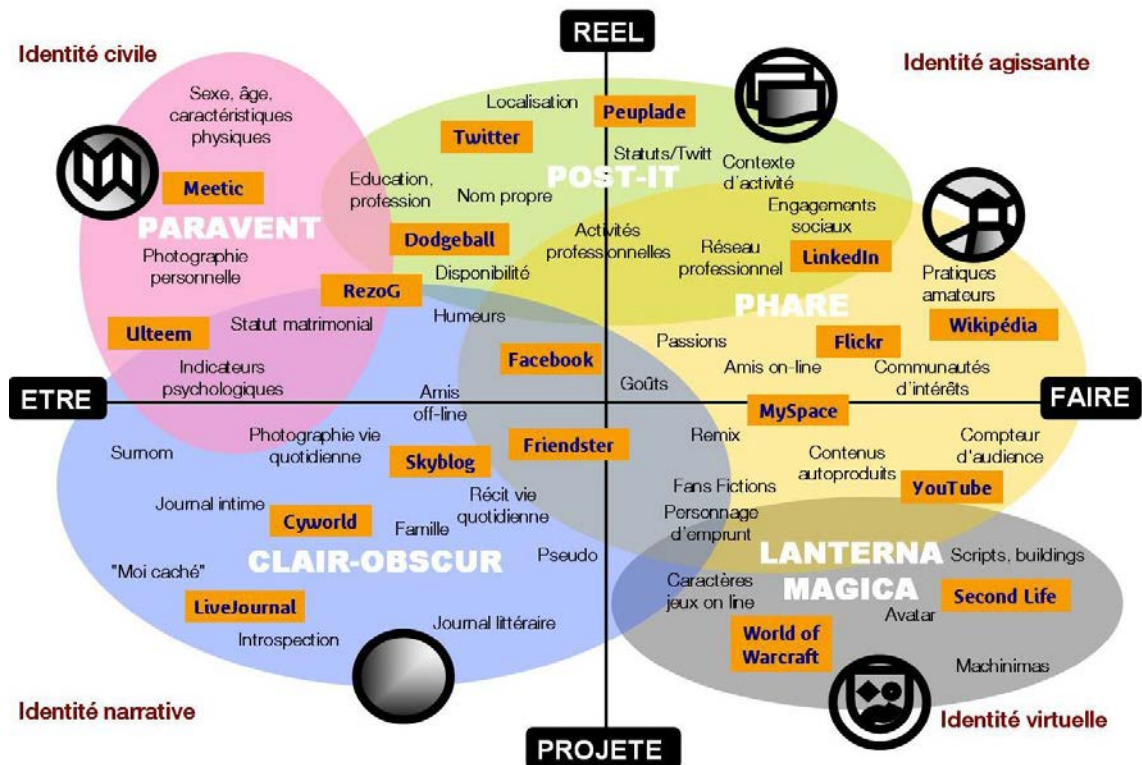 REEL
Identité civile
Identité agissante
Sexe, âge,
caractéristiques
physiques
Localisation
Peuplade
Twitter
Statuts/Twitt
Contexte
d'activité
POST-IT
Meetic
Education,
profession
Nom propre
Engagements
sociaux
PARAVENT
Dodgeball
Activités
professionnelles
Réseau
professionnel
LinkedIn
Photographie
personnelle
Disponibilité
Pratiques
amateurs
RezoG
PHARE
Ulteem
Statut matrimonial
Humeurs
Wikipédia
Passions
Flickr
Facebook
Indicateurs
psychologiques
Amis on-line
Communautés
d'intérêts
Goûts
ETRE
Amis
off-line
MySpace
FAIRE
Surnom
Photographie vie
quotidienne
Skyblog
Friendster
Remix
Contenus
autoproduits
Compteur
d'audience
YouTube
Journal intime
Récit vie
quotidienne
Fans Fictions
Cyworld
Famille
Personnage
d'emprunt
CLAIR-OBSCUR
Pseudo
LANTERNA
MAGICA
Scripts, buildings
"Moi caché"
Caractères
jeux on line
Second Life
LiveJournal
Avatar
Introspection
Journal littéraire
World of
Warcraft
Machinimas
Identité narrative
Identité virtuelle
PROJETE